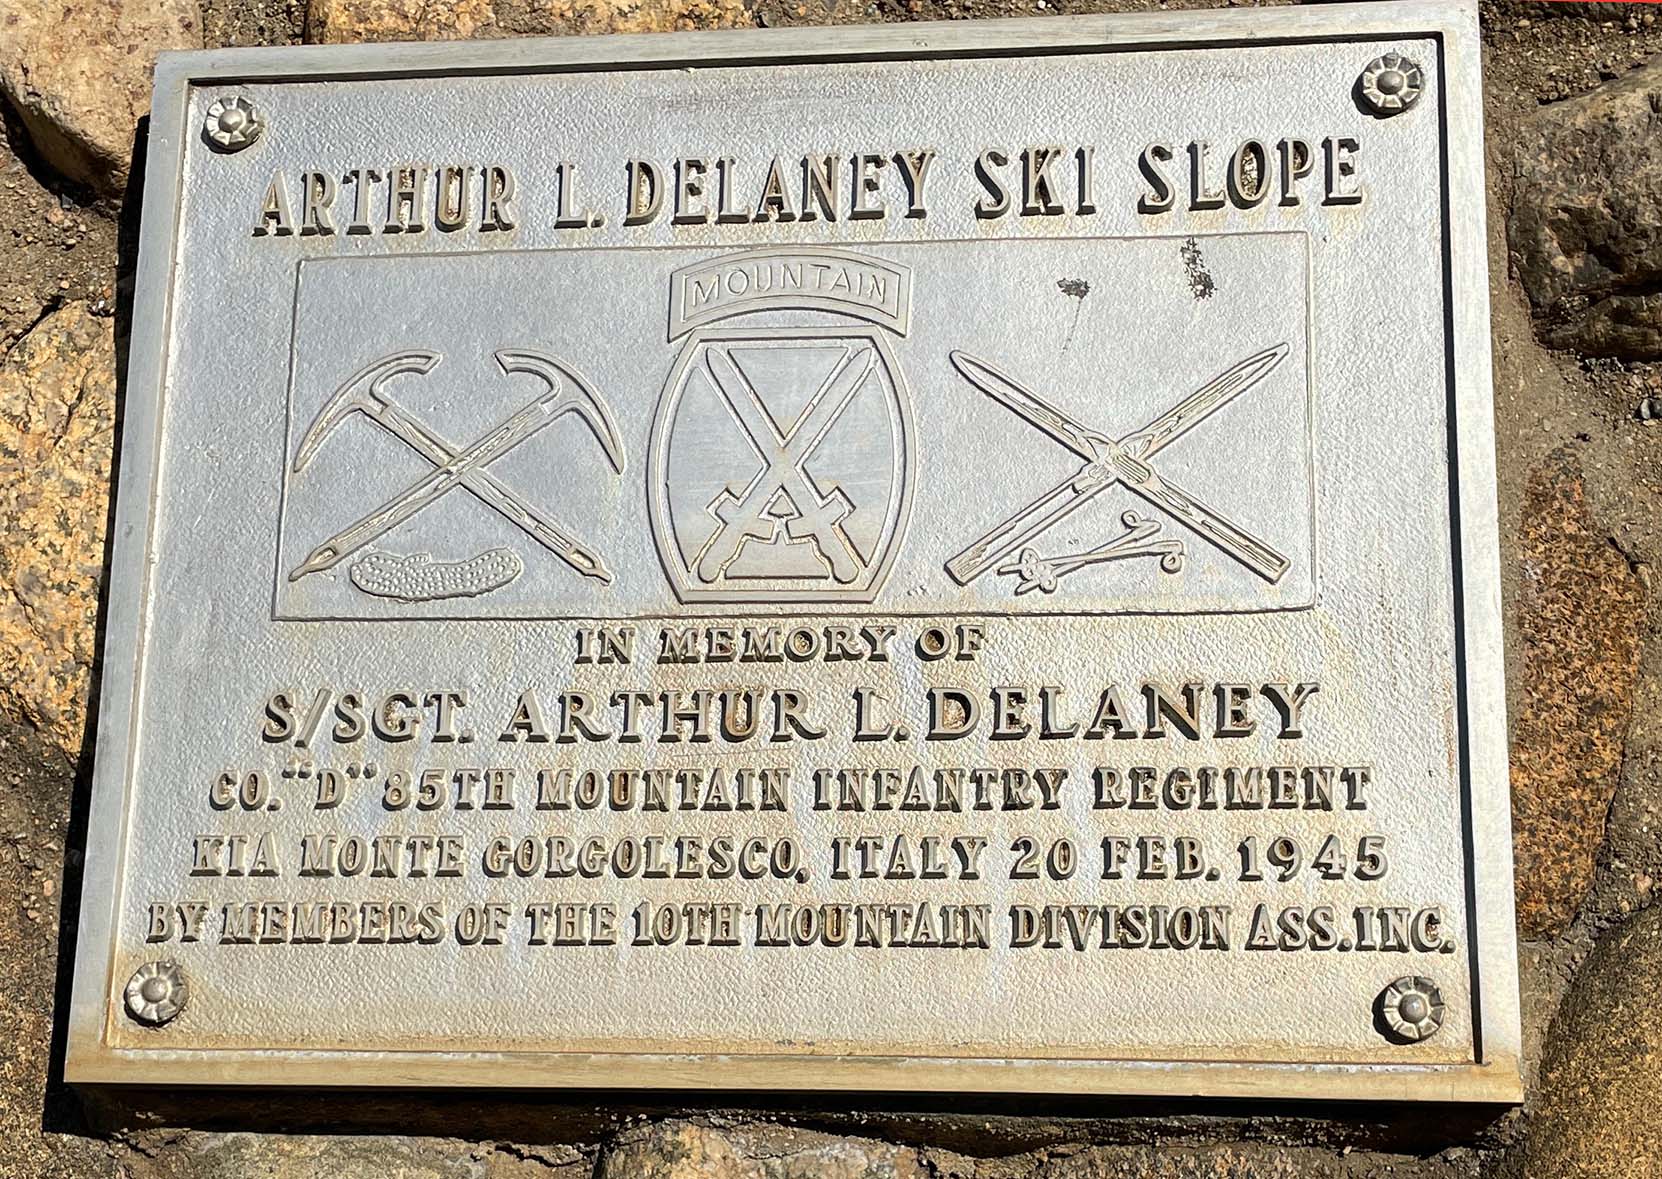 ARTHUR L. DELANEY SKI SLOPE
MOUNTAIN
IN MEMORY OF
S/SGT. ARTHUR L. DELANEY
CO. "D" 85TH MOUNTAIN INFANTRY REGIMENT
KIA MONTE GORGOLESCO, ITALY 20 FEB. 1945
BY MEMBERS OF THE 10TH MOUNTAIN DIVISION ASS. INC.